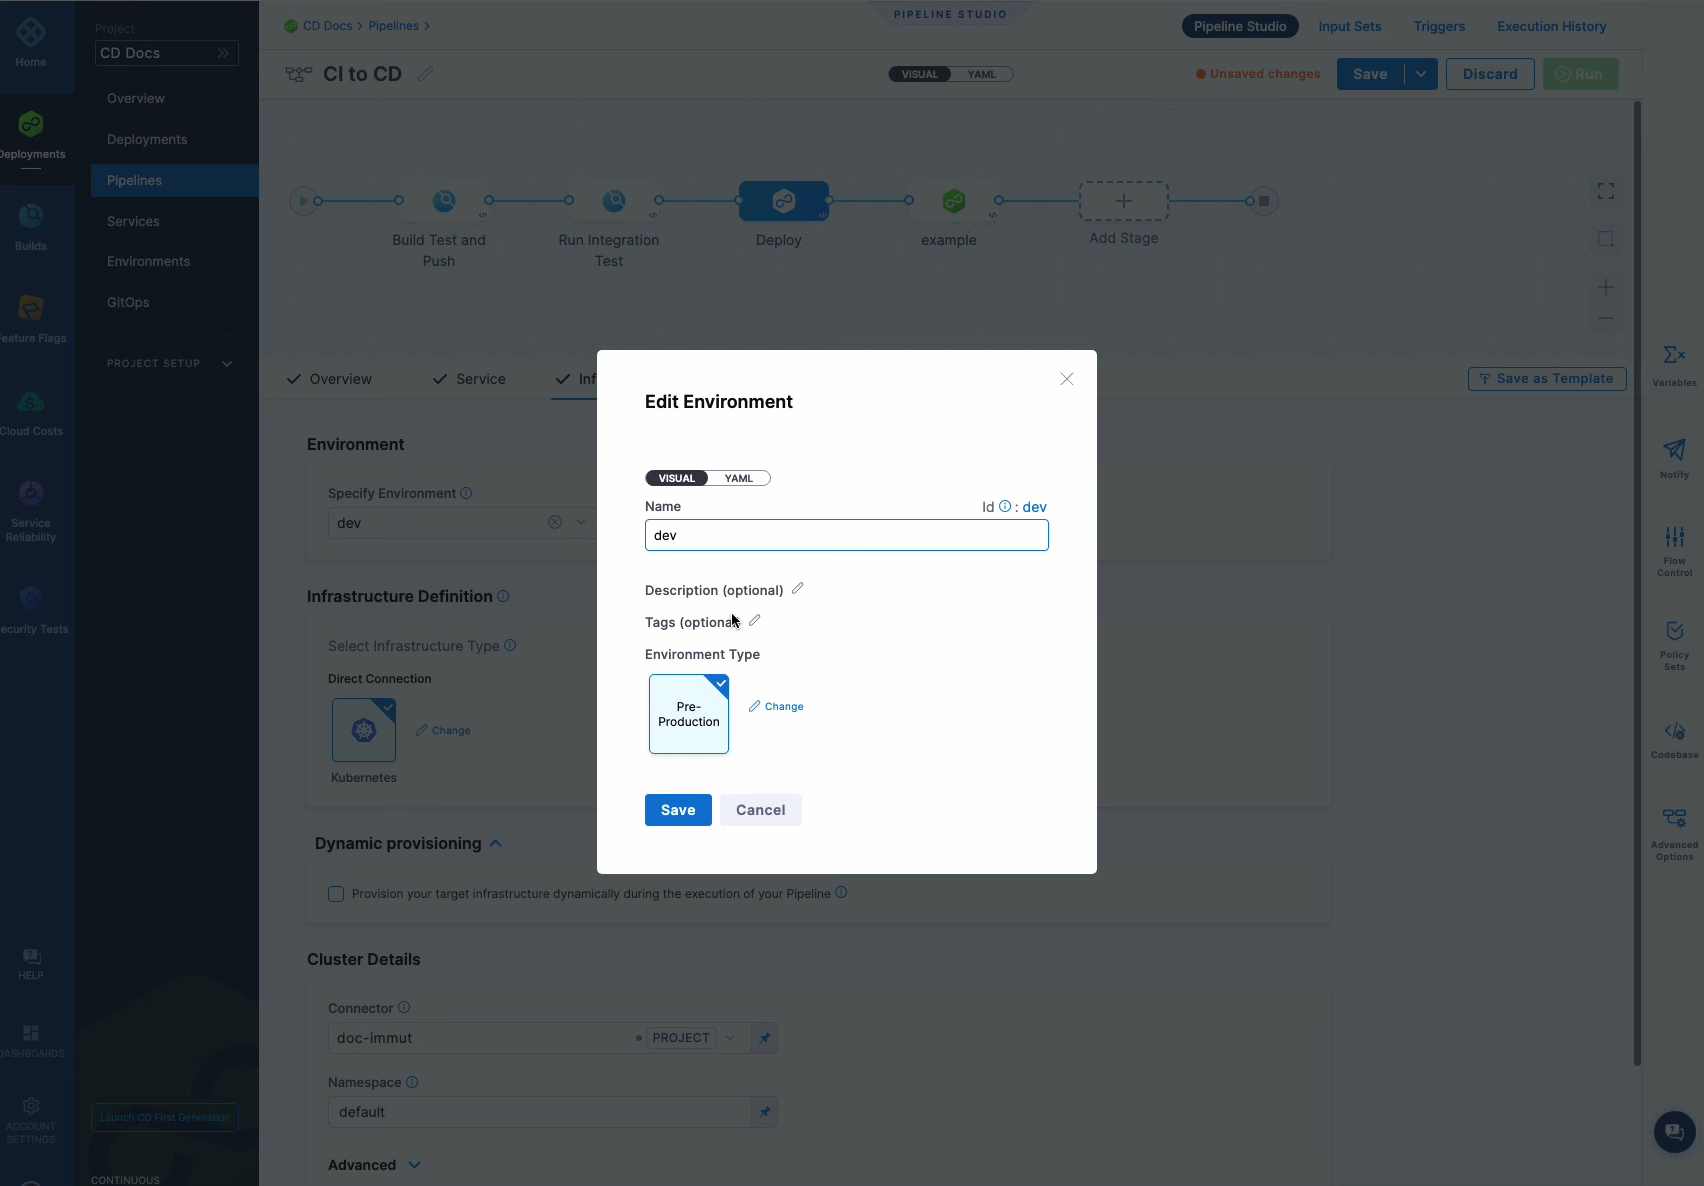 PIPELINE STUDIO
Home
Deployments
Builds
Feature Flags
Cloud Costs
Service
Reliability
Security Tests
HELP
DASHBOARDS
ACCOUNT
SETTINGS
Project
CD Docs
Overview
Deployments
Pipelines
Services
Environments
GitOps
PROJECT SETUP
Launch CD First Generation
CONTINUOUS
CD Docs > Pipelines >
Pipeline Studio
Input Sets
Triggers
Execution History
CI to CD
VISUAL YAML
Unsaved changes
Save
Discard
Run
Build Test and
Push
Run Integration
Test
Deploy
example
Add Stage
Overview
Service
Inf
Save as Template
Environment
Specify Environment
dev
Infrastructure Definition
Select Infrastructure Type
Direct Connection
Change
Kubernetes
Dynamic provisioning
Provision your target infrastructure dynamically during the execution of your Pipeline
Cluster Details
Connector
doc-immut
PROJECT
Namespace
default
Advanced
Edit Environment
VISUAL YAML
Name
Id : dev
dev
Description (optional)
Tags (optional
Environment Type
Pre-
Production
Change
Save
Cancel
Variables
Notify
Flow
Control
Policy
Sets
Codebase
Advanced
Options